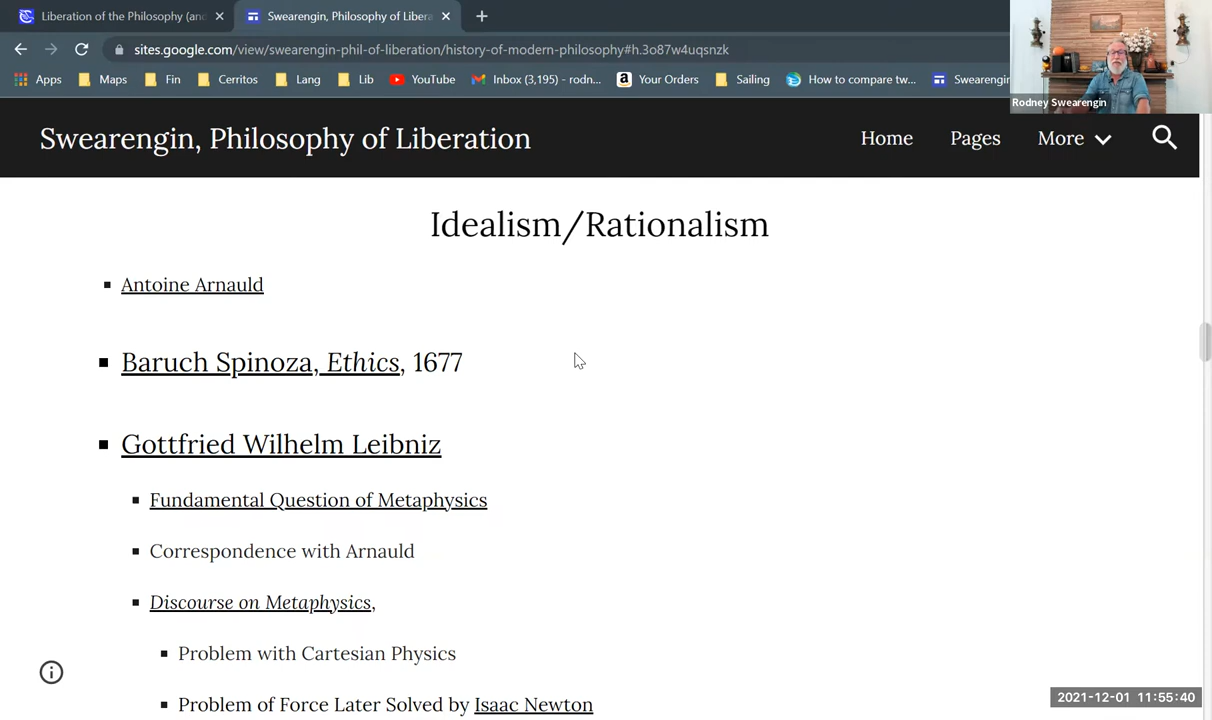 Liberation of the Philosophy (and
Swearengin, Philosophy of Libera
sites.google.com/view/swearengin-phil-of-liberation/history-of-modern-philosophy#h.3o87w4uqsnzk
Apps Maps Fin Cerritos Lang Lib YouTube Inbox (3,195) - rodn... Your Orders Sailing How to compare tw... Swearengin
Rodney Swearengin
Swearengin, Philosophy of Liberation
Home Pages More
Idealism/Rationalism
Antoine Arnauld
Baruch Spinoza, Ethics, 1677
Gottfried Wilhelm Leibniz
Fundamental Question of Metaphysics
Correspondence with Arnauld
Discourse on Metaphysics,
Problem with Cartesian Physics
Problem of Force Later Solved by Isaac Newton
2021-12-01 11:55:40